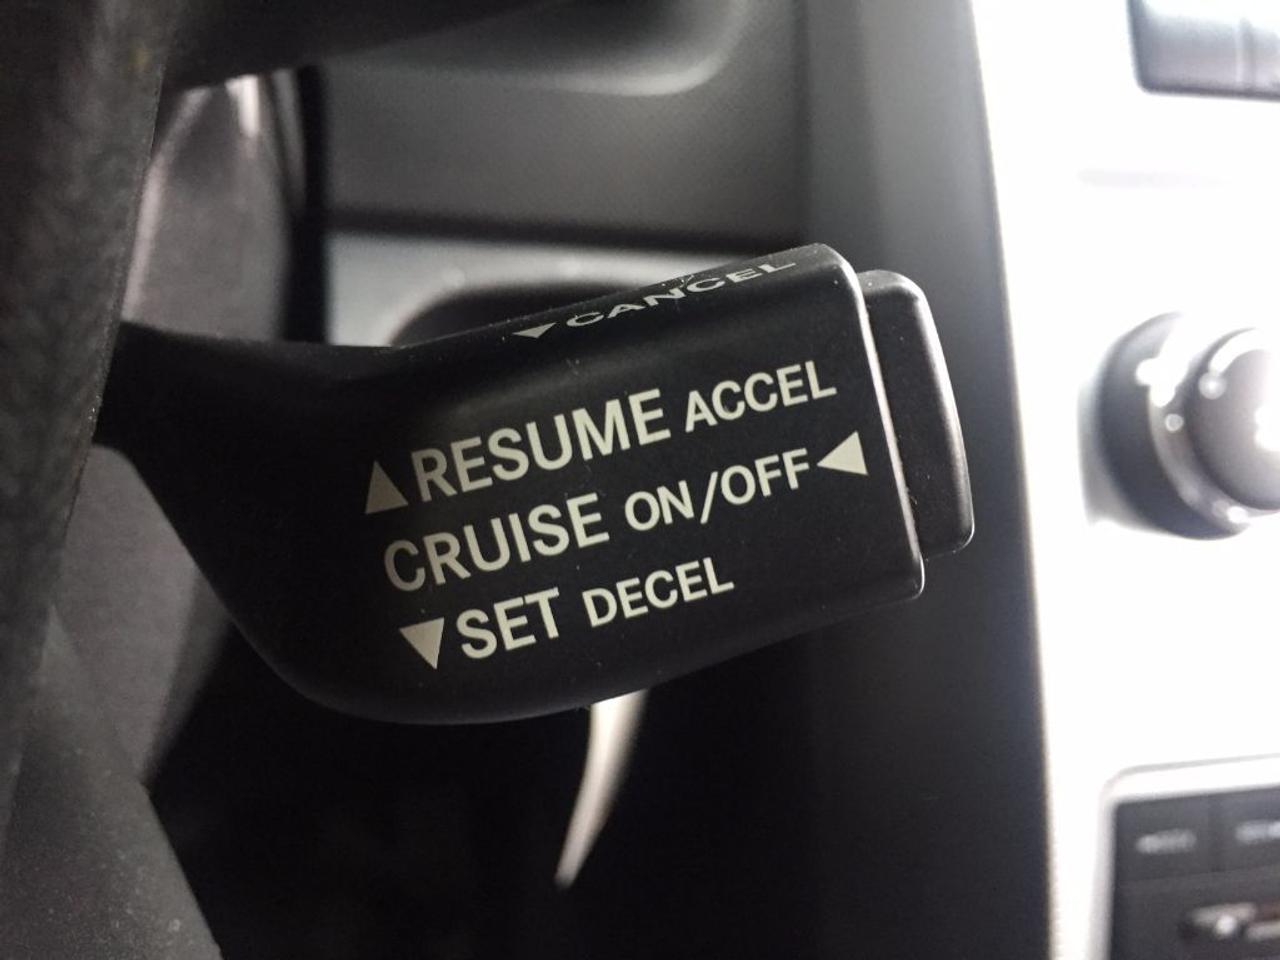 ▼CANCEL
▲RESUME ACCEL
CRUISE ON/OFF◀
▼SET DECEL